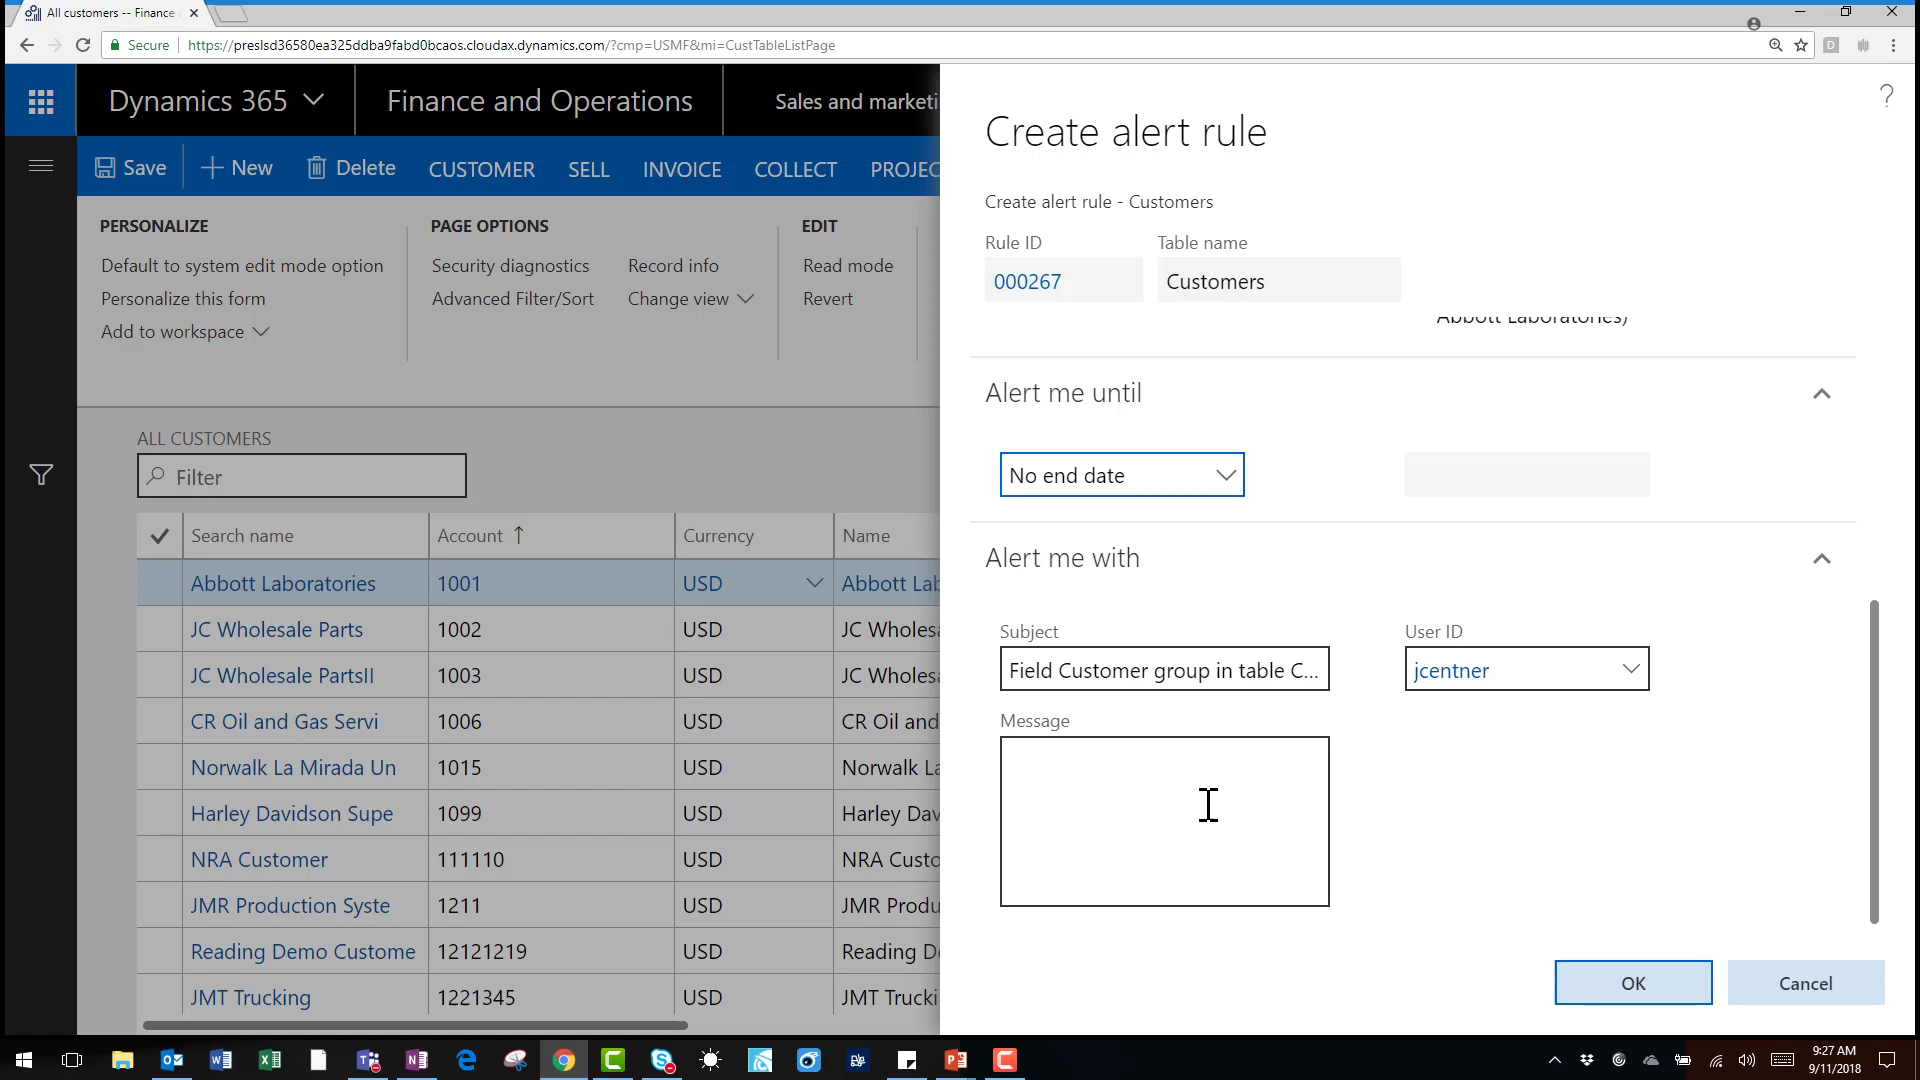 All customers -- Finance
Secure
https://preslsd36580ea325ddba9fabd0bcaos.cloudax.dynamics.com/?cmp=USMF&mi=CustTableListPage
Dynamics 365
Finance and Operations
Sales and marketi
Save
New
Delete
CUSTOMER
SELL
INVOICE
COLLECT
PROJEC
PERSONALIZE
Default to system edit mode option
Personalize this form
Add to workspace
PAGE OPTIONS
Security diagnostics
Record info
Advanced Filter/Sort
Change view
EDIT
Read mode
Revert
ALL CUSTOMERS
Filter
Search name Account Currency Name
Abbott Laboratories 1001 USD Abbott Lab
JC Wholesale Parts 1002 USD JC Wholesa
JC Wholesale PartsII 1003 USD JC Wholesa
CR Oil and Gas Servi 1006 USD CR Oil and
Norwalk La Mirada Un 1015 USD Norwalk La
Harley Davidson Supe 1099 USD Harley Dav
NRA Customer 111110 USD NRA Custo
JMR Production Syste 1211 USD JMR Produ
Reading Demo Custome 12121219 USD Reading D
JMT Trucking 1221345 USD JMT Trucki
?
Create alert rule
Create alert rule - Customers
Rule ID Table name
000267 Customers
Abbott Laboratories)
Alert me until
No end date
Alert me with
Subject User ID
Field Customer group in table C... jcentner
Message
OK Cancel
9:27 AM
9/11/2018